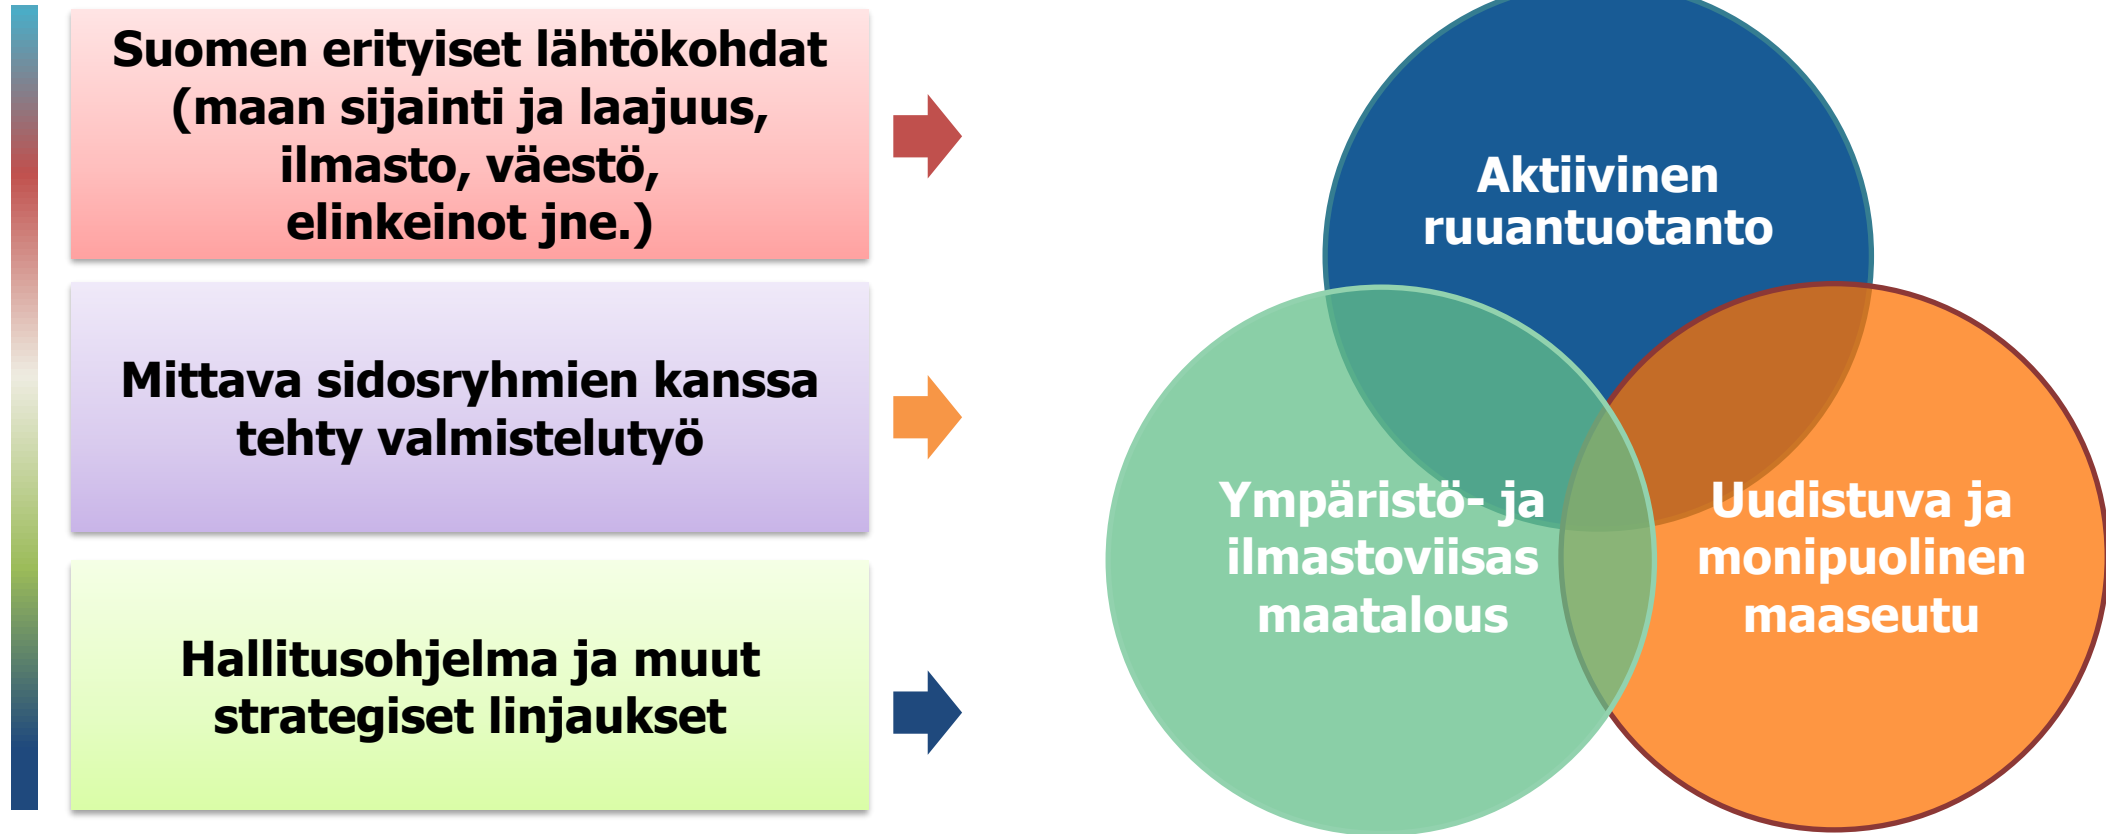 Suomen erityiset lähtökohdat
(maan sijainti ja laajuus,
ilmasto, väestö,
elinkeinot jne.)
Mittava sidosryhmien kanssa
tehty valmistelutyö
Hallitusohjelma ja muut
strategiset linjaukset
Aktiivinen
ruuantuotanto
Ympäristö- ja
ilmastoviisas
maatalous
Uudistuva ja
monipuolinen
maaseutu